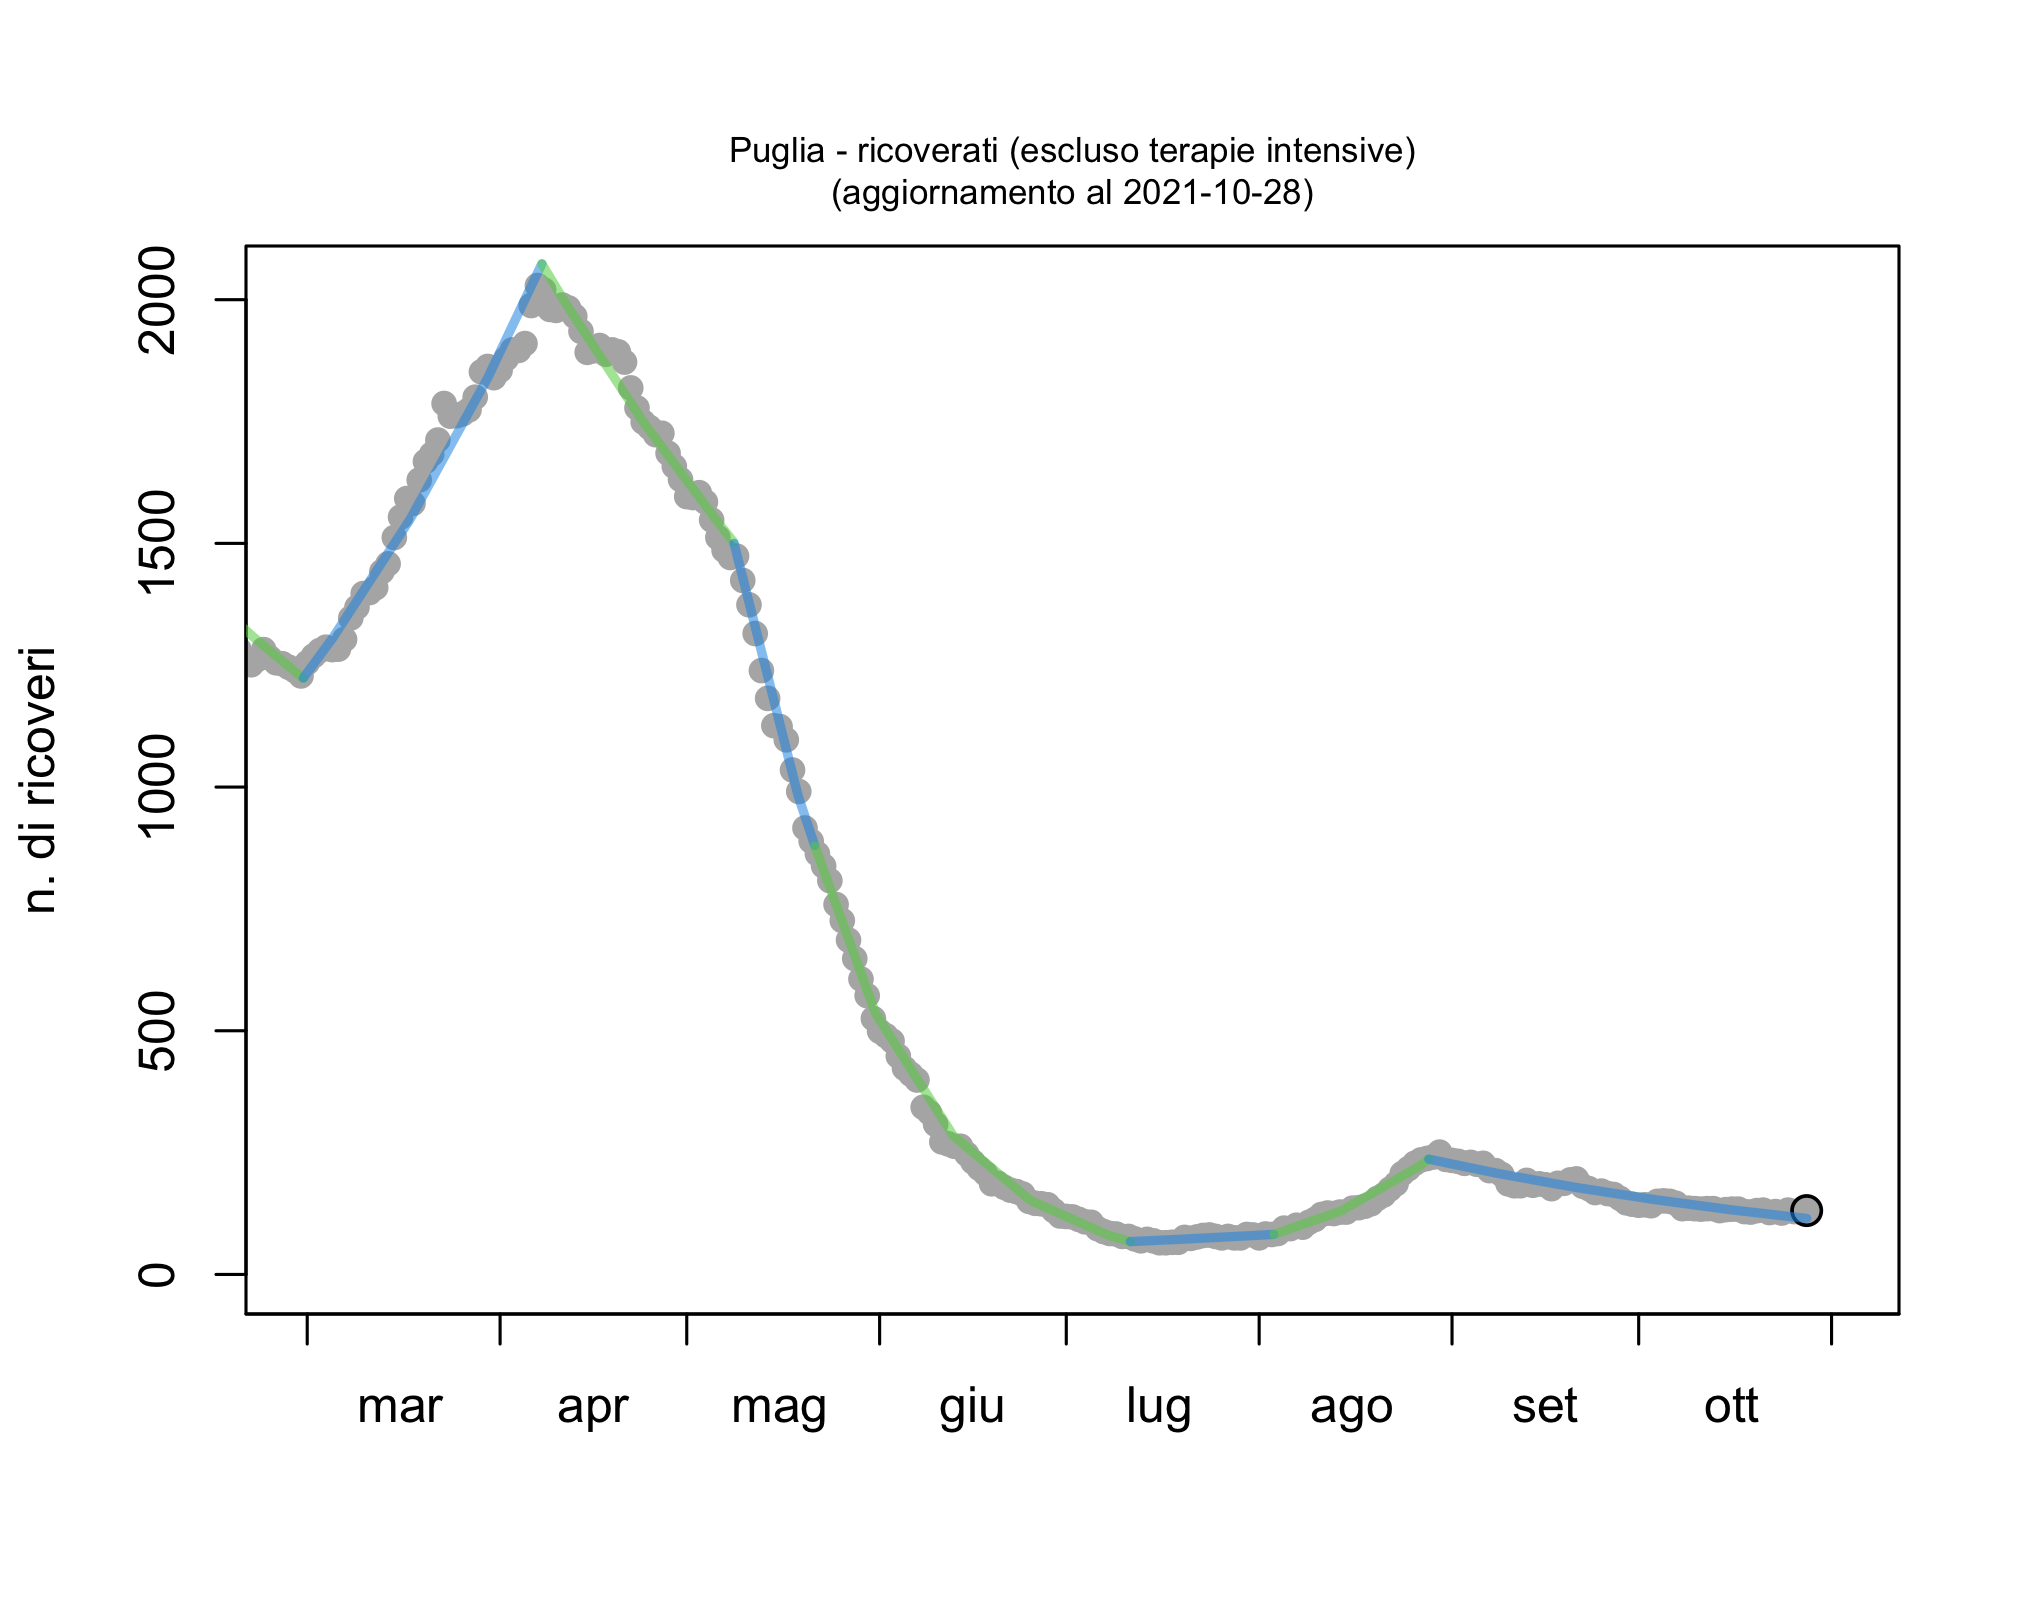 Puglia - ricoverati (escluso terapie intensive)
(aggiornamento al 2021-10-28)
n. di ricoveri
2000
1500
1000
500
0
mar apr mag giu lug ago set ott